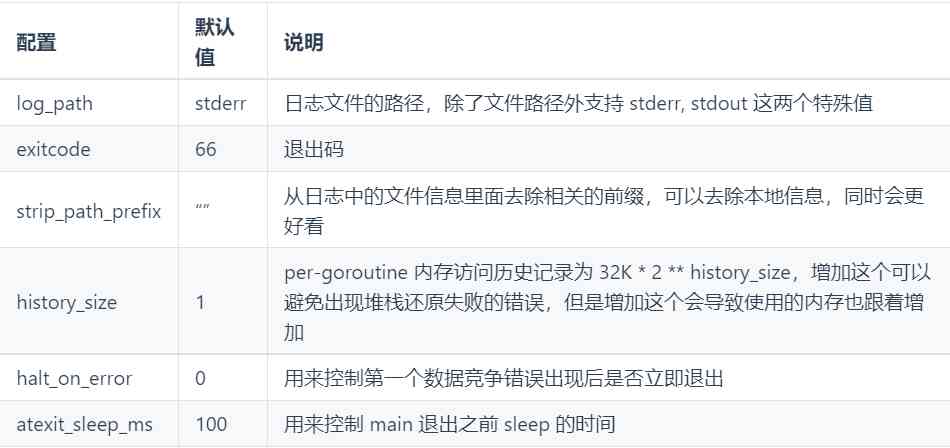 配置 默认值 说明
log_path stderr 日志文件的路径，除了文件路径外支持 stderr, stdout 这两个特殊值
exitcode 66 退出码
strip_path_prefix “” 从日志中的文件信息里面去除相关的前缀，可以去除本地信息，同时会更
好看
history_size 1 per-goroutine 内存访问历史记录为 32K * 2 ** history_size，增加这个可以
避免出现堆栈还原失败的错误，但是增加这个会导致使用的内存也跟着增
加
halt_on_error 0 用来控制第一个数据竞争错误出现后是否立即退出
atexit_sleep_ms 100 用来控制 main 退出之前 sleep 的时间